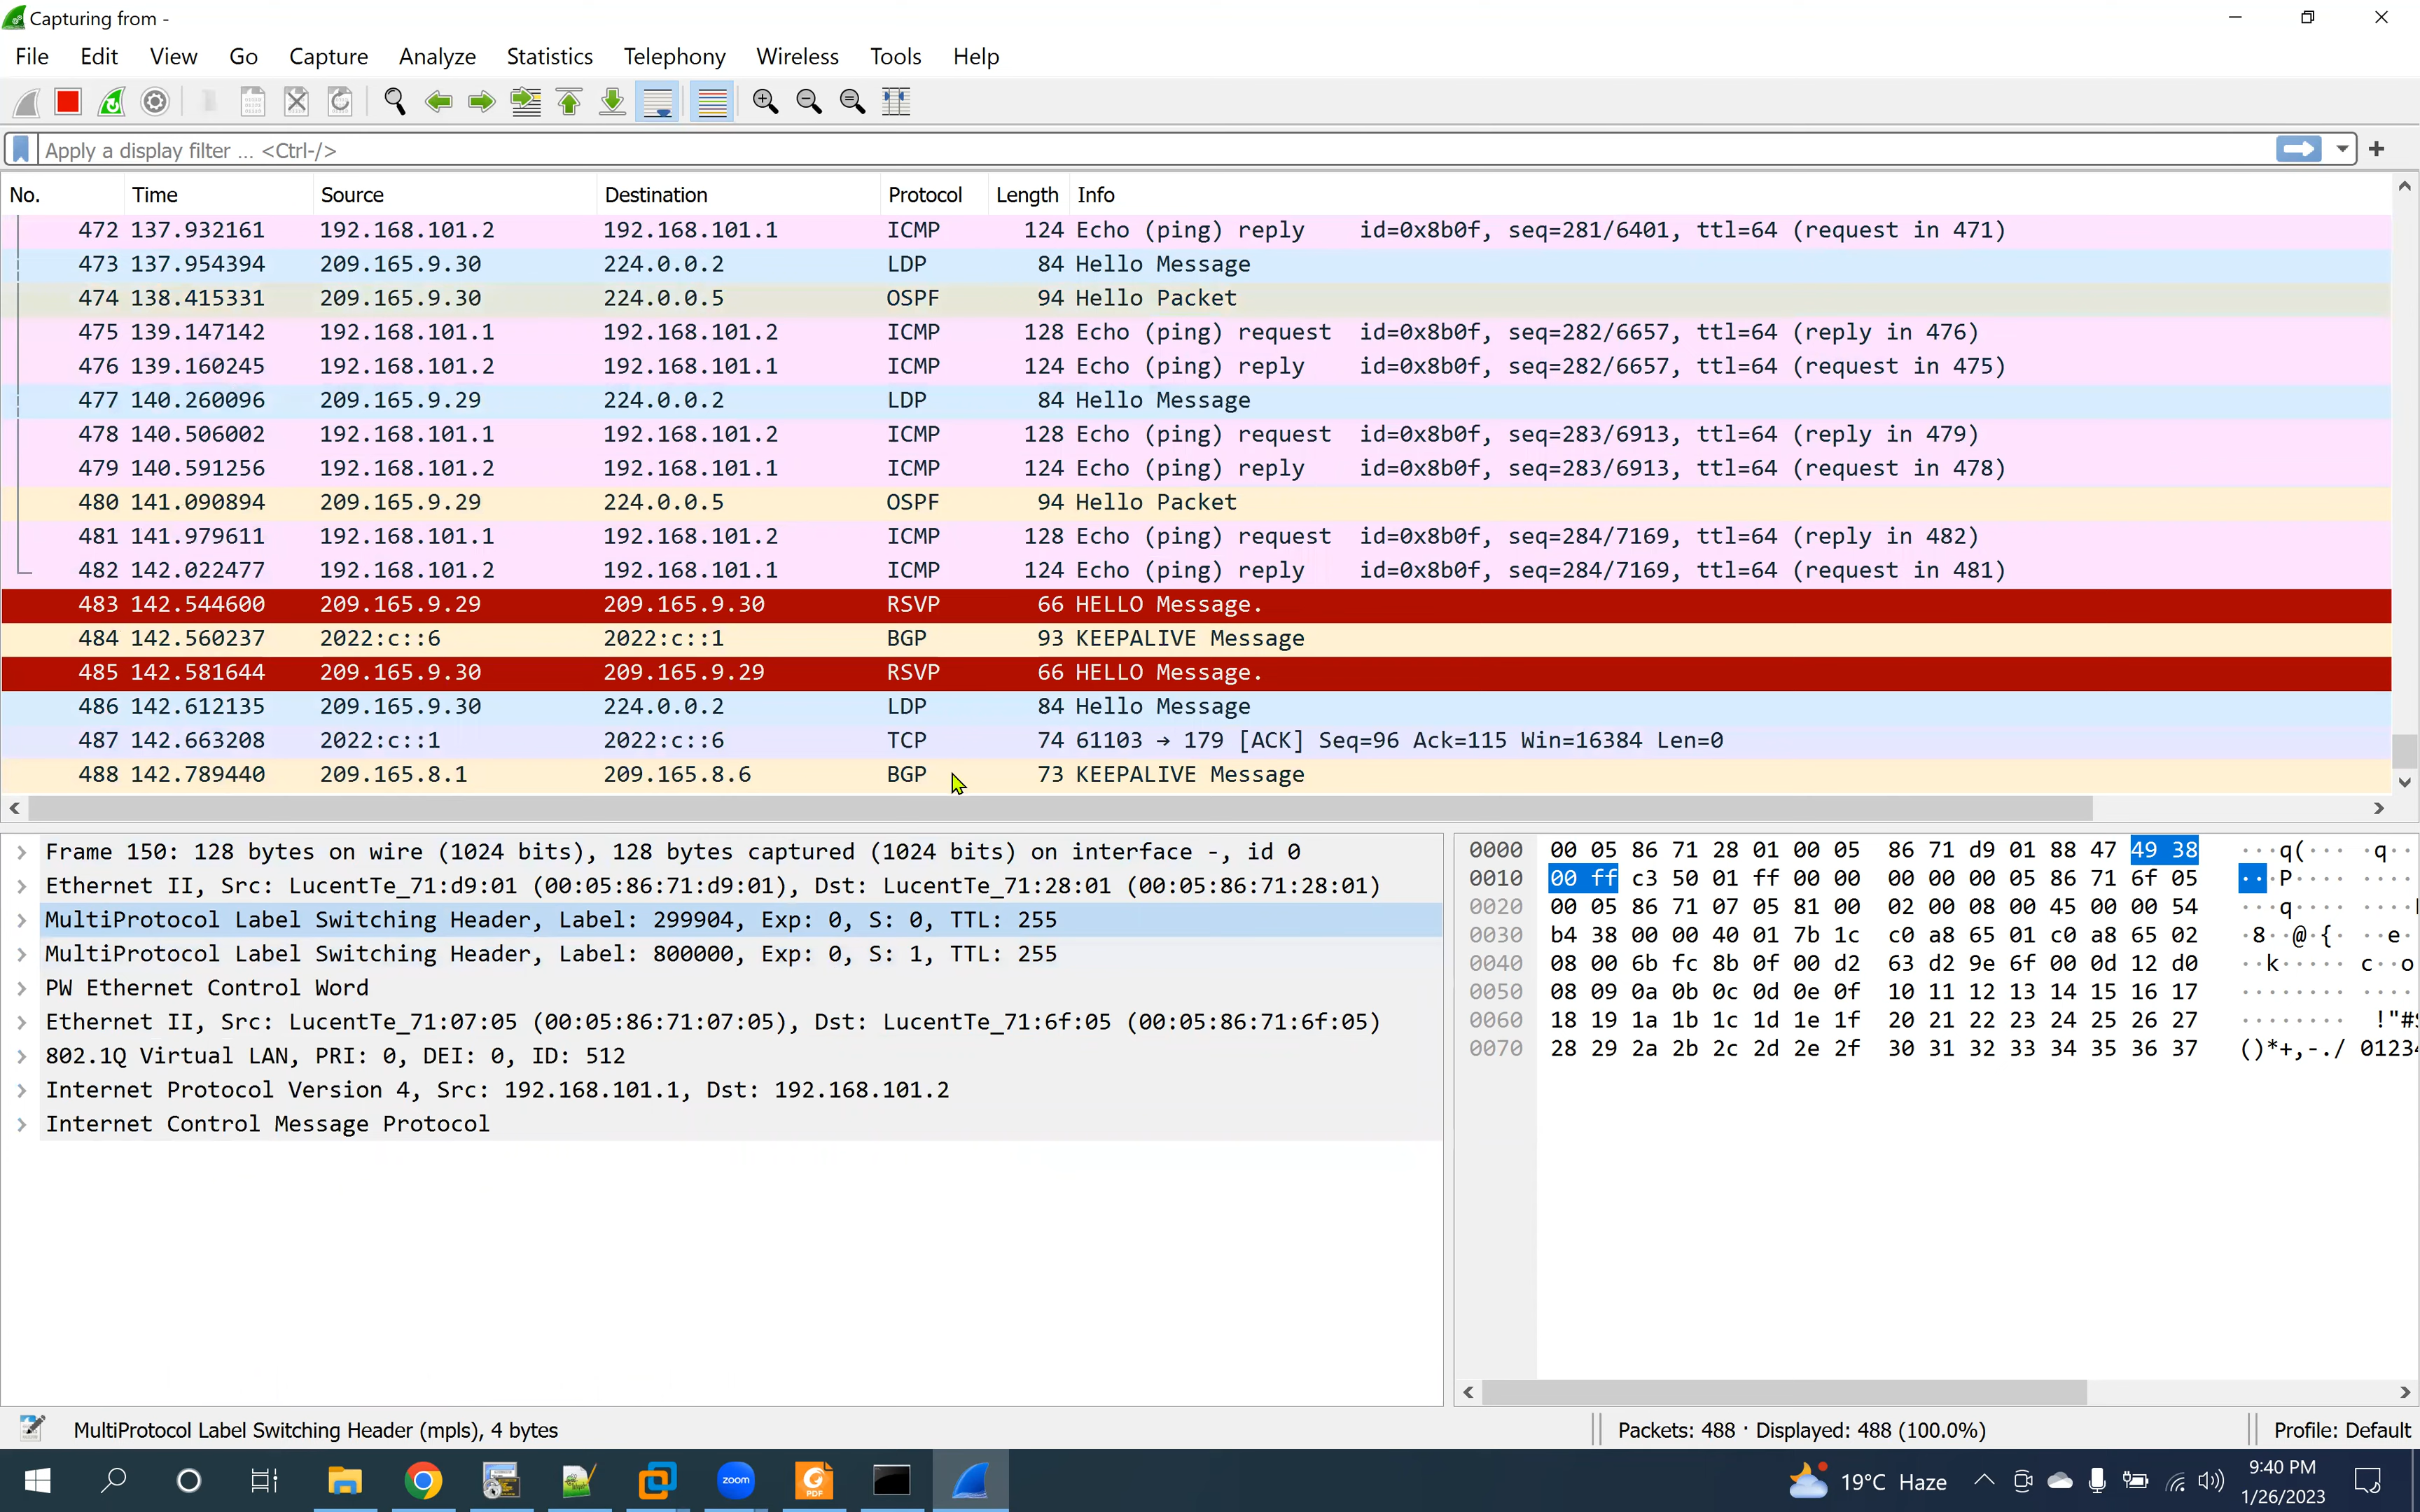 Capturing from -
File Edit View Go Capture Analyze Statistics Telephony Wireless Tools Help
Apply a display filter ... <Ctrl-/>
No. Time Source Destination Protocol Length Info
472 137.932161 192.168.101.2 192.168.101.1 ICMP 124 Echo (ping) reply id=0x8b0f, seq=281/6401, ttl=64 (request in 471)
473 137.954394 209.165.9.30 224.0.0.2 LDP 84 Hello Message
474 138.415331 209.165.9.30 224.0.0.5 OSPF 94 Hello Packet
475 139.147142 192.168.101.1 192.168.101.2 ICMP 128 Echo (ping) request id=0x8b0f, seq=282/6657, ttl=64 (reply in 476)
476 139.160245 192.168.101.2 192.168.101.1 ICMP 124 Echo (ping) reply id=0x8b0f, seq=282/6657, ttl=64 (request in 475)
477 140.260096 209.165.9.29 224.0.0.2 LDP 84 Hello Message
478 140.506002 192.168.101.1 192.168.101.2 ICMP 128 Echo (ping) request id=0x8b0f, seq=283/6913, ttl=64 (reply in 479)
479 140.591256 192.168.101.2 192.168.101.1 ICMP 124 Echo (ping) reply id=0x8b0f, seq=283/6913, ttl=64 (request in 478)
480 141.090894 209.165.9.29 224.0.0.5 OSPF 94 Hello Packet
481 141.979611 192.168.101.1 192.168.101.2 ICMP 128 Echo (ping) request id=0x8b0f, seq=284/7169, ttl=64 (reply in 482)
482 142.022477 192.168.101.2 192.168.101.1 ICMP 124 Echo (ping) reply id=0x8b0f, seq=284/7169, ttl=64 (request in 481)
483 142.544600 209.165.9.29 209.165.9.30 RSVP 66 HELLO Message.
484 142.560237 2022:c::6 2022:c::1 BGP 93 KEEPALIVE Message
485 142.581644 209.165.9.30 209.165.9.29 RSVP 66 HELLO Message.
486 142.612135 209.165.9.30 224.0.0.2 LDP 84 Hello Message
487 142.663208 2022:c::1 2022:c::6 TCP 74 61103 → 179 [ACK] Seq=96 Ack=115 Win=16384 Len=0
488 142.789440 209.165.8.1 209.165.8.6 BGP 73 KEEPALIVE Message
Frame 150: 128 bytes on wire (1024 bits), 128 bytes captured (1024 bits) on interface -, id 0
Ethernet II, Src: LucentTe_71:d9:01 (00:05:86:71:d9:01), Dst: LucentTe_71:28:01 (00:05:86:71:28:01)
MultiProtocol Label Switching Header, Label: 299904, Exp: 0, S: 0, TTL: 255
MultiProtocol Label Switching Header, Label: 800000, Exp: 0, S: 1, TTL: 255
PW Ethernet Control Word
Ethernet II, Src: LucentTe_71:07:05 (00:05:86:71:07:05), Dst: LucentTe_71:6f:05 (00:05:86:71:6f:05)
802.1Q Virtual LAN, PRI: 0, DEI: 0, ID: 512
Internet Protocol Version 4, Src: 192.168.101.1, Dst: 192.168.101.2
Internet Control Message Protocol
0000 00 05 86 71 28 01 00 05 86 71 d9 01 88 47 49 38 ···q(··· ·q··
0010 00 ff c3 50 01 ff 00 00 00 00 00 05 86 71 6f 05 ···P···· ····
0020 00 05 86 71 07 05 81 00 02 00 08 00 45 00 00 54 ···q···· ····
0030 b4 38 00 00 40 01 7b 1c c0 a8 65 01 c0 a8 65 02 ·8··@·{· ··e·
0040 08 00 6b fc 8b 0f 00 d2 63 d2 9e 6f 00 0d 12 d0 ··k····· c··o
0050 08 09 0a 0b 0c 0d 0e 0f 10 11 12 13 14 15 16 17 ········ ····
0060 18 19 1a 1b 1c 1d 1e 1f 20 21 22 23 24 25 26 27 ········ !"#
0070 28 29 2a 2b 2c 2d 2e 2f 30 31 32 33 34 35 36 37 ()*+,-./ 0123
MultiProtocol Label Switching Header (mpls), 4 bytes
Packets: 488 · Displayed: 488 (100.0%)
Profile: Default
zoom
PDF
19°C Haze
9:40 PM
1/26/2023